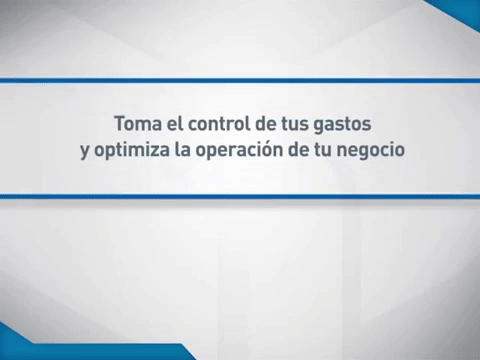 Toma el control de tus gastos
y optimiza la operación de tu negocio